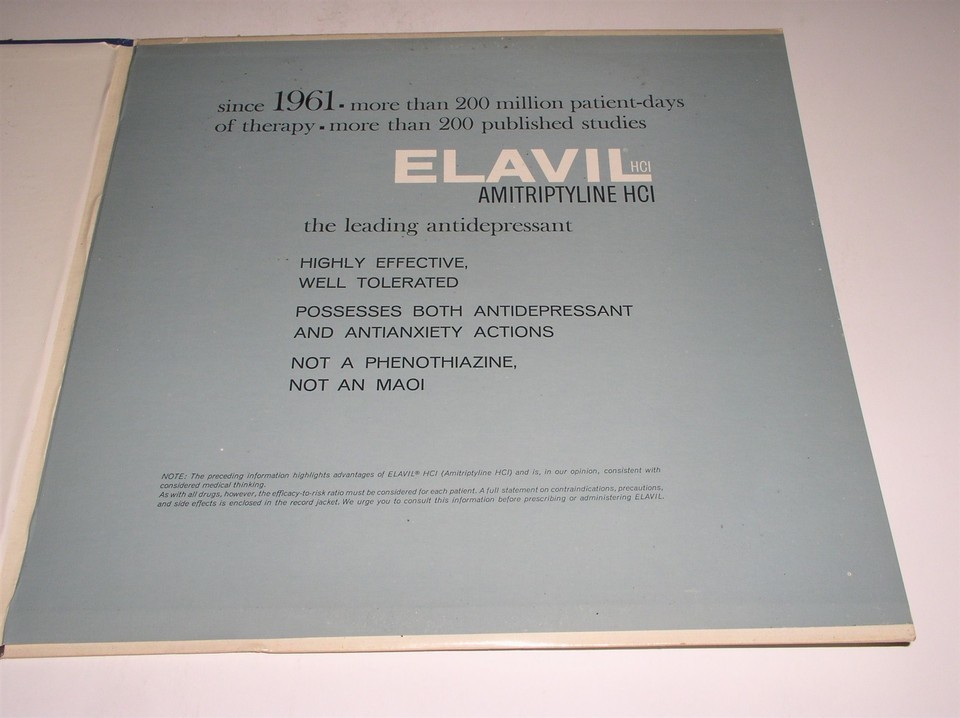 since 1961 ▪ more than 200 million patient-days
of therapy ▪ more than 200 published studies
ELAVIL® HCl
AMITRIPTYLINE HCl
the leading antidepressant
HIGHLY EFFECTIVE,
WELL TOLERATED
POSSESSES BOTH ANTIDEPRESSANT
AND ANTIANXIETY ACTIONS
NOT A PHENOTHIAZINE,
NOT AN MAOI
NOTE: The preceding information highlights advantages of ELAVIL® HCl (Amitriptyline HCl) and is, in our opinion, consistent with
considered medical thinking.
As with all drugs, however, the efficacy-to-risk ratio must be considered for each patient. A full statement on contraindications, precautions,
and side effects is enclosed in the record jacket. We urge you to consult this information before prescribing or administering ELAVIL.